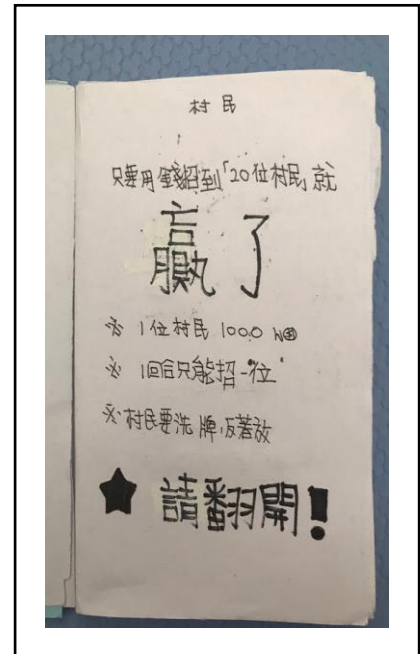 村民
只要用錢招到「20位村民」就
贏了
※ 1位村民 1000
※ 1回合只能招"一位"
※村民要洗牌,反著放
★ 請翻開!